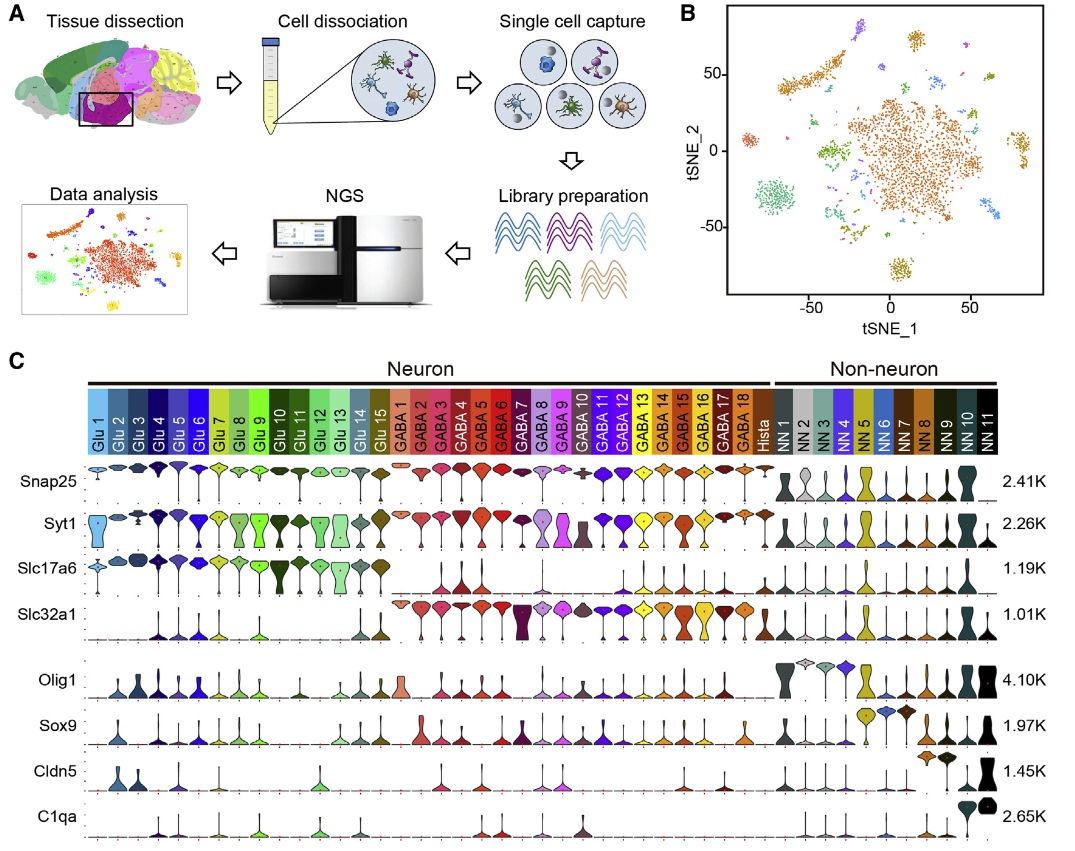 A
Tissue dissection
Cell dissociation
Single cell capture
Data analysis
NGS
Library preparation
B
tSNE_2
50
0
-50
-50
0
50
tSNE_1
C
Neuron
Non-neuron
Glu 1
Glu 2
Glu 3
Glu 4
Glu 5
Glu 6
Glu 7
Glu 8
Glu 9
Glu 10
Glu 11
Glu 12
Glu 13
Glu 14
Glu 15
GABA 1
GABA 2
GABA 3
GABA 4
GABA 5
GABA 6
GABA 7
GABA 8
GABA 9
GABA 10
GABA 11
GABA 12
GABA 13
GABA 14
GABA 15
GABA 16
GABA 17
GABA 18
Hista
NN 1
NN 2
NN 3
NN 4
NN 5
NN 6
NN 7
NN 8
NN 9
NN 10
NN 11
Snap25 2.41K
Syt1 2.26K
Slc17a6 1.19K
Slc32a1 1.01K
Olig1 4.10K
Sox9 1.97K
Cldn5 1.45K
C1qa 2.65K